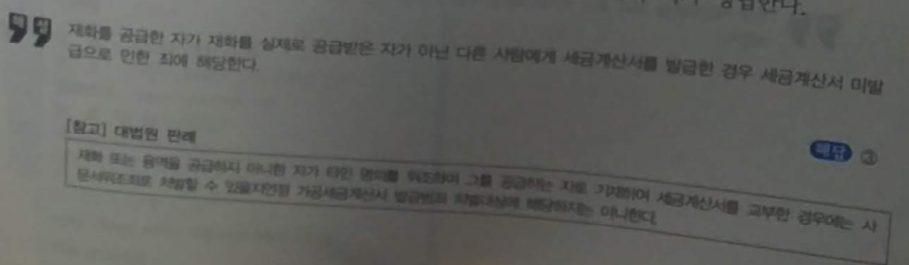 재화를 공급한 자가 재화를 실제로 공급받은 자가 아닌 다른 사람에게 세금계산서를 발급한 경우 세금계산서 미발
급으로 인한 죄에 해당한다.
해답 ③
[참고] 대법원 판례
재화 또는 용역을 공급하지 아니한 자가 타인 명의를 위조하여 그를 공급하는 자로 기재하여 세금계산서를 교부한 경우에는 사
문서위조죄로 처벌할 수 있을지언정 가공세금계산서 발급범죄 처벌대상에 해당하지는 아니한다.